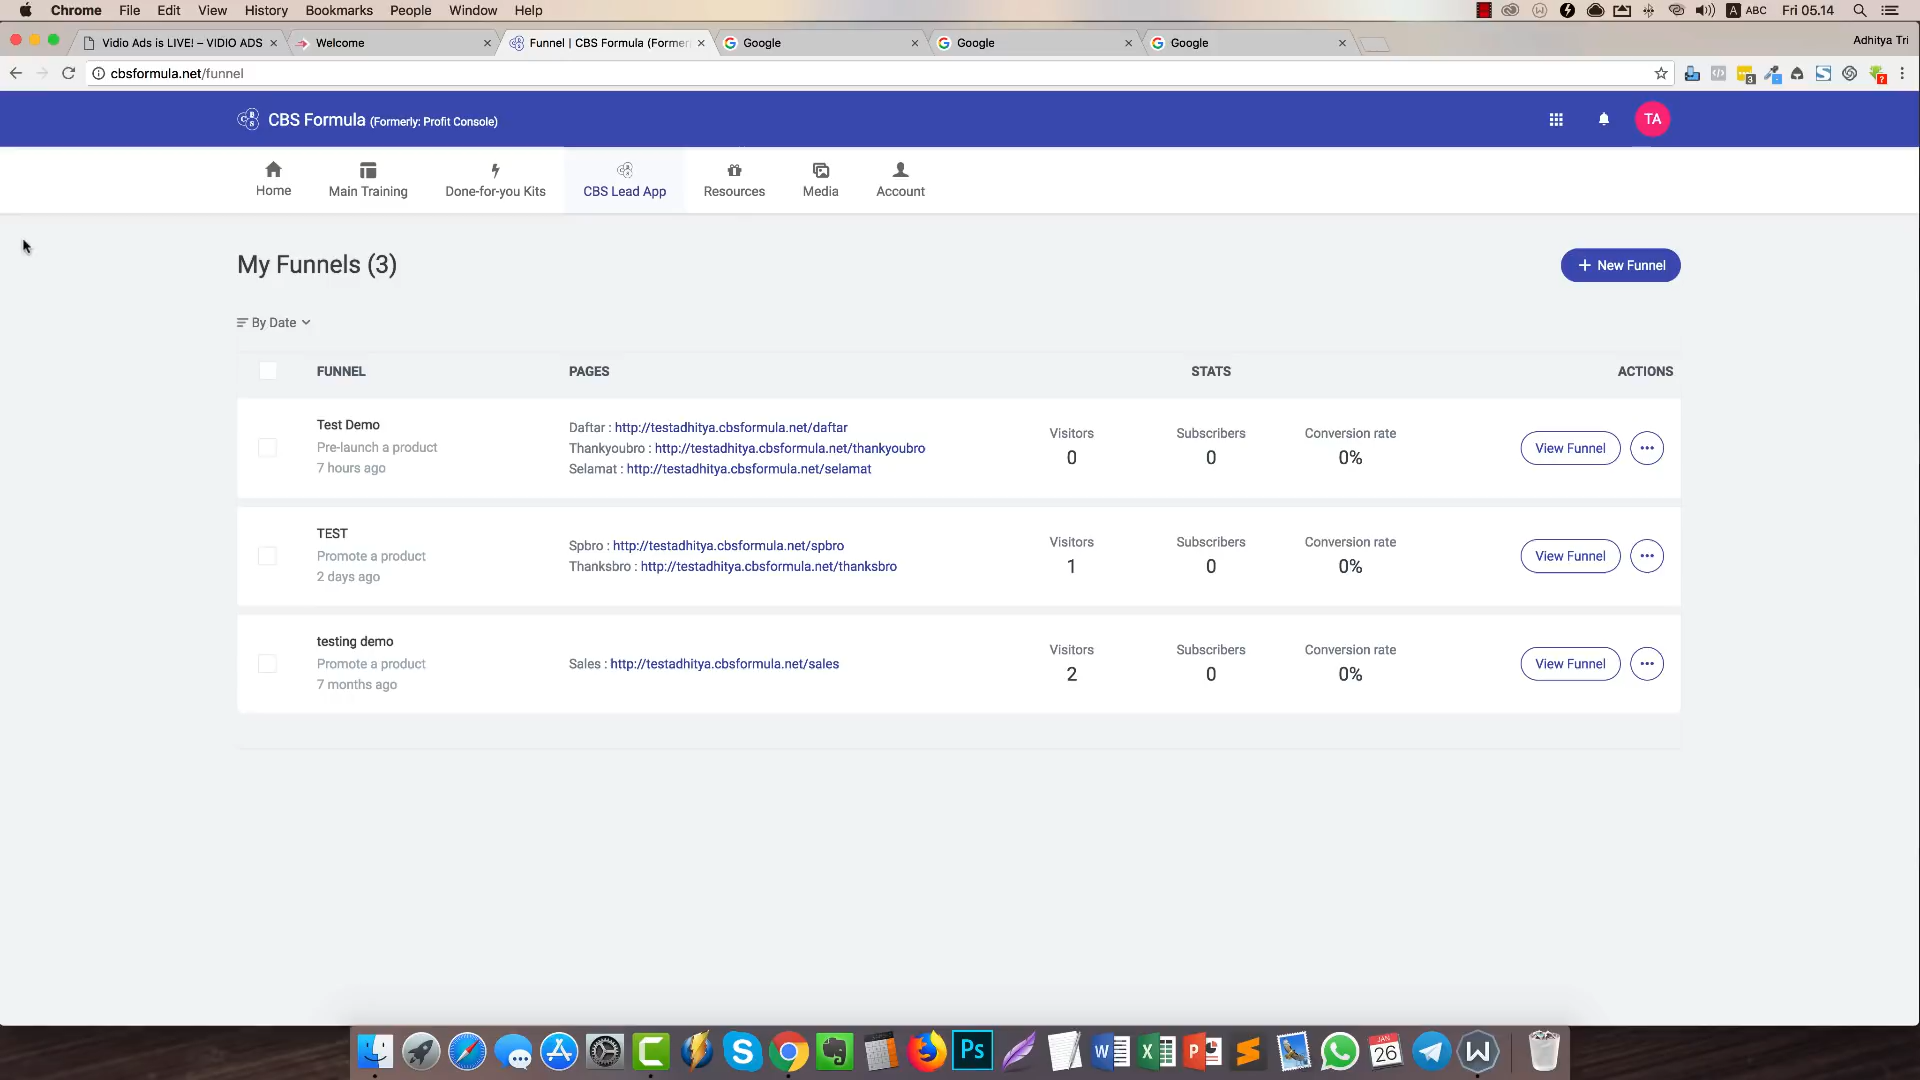 Chrome File Edit View History Bookmarks People Window Help
A ABC Fri 05.14
Vidio Ads is LIVE! – VIDIO ADS
Welcome
Funnel | CBS Formula (Former
Google
Google
Google
Adhitya Tri
cbsformula.net/funnel
CBS Formula (Formerly: Profit Console)
TA
Home
Main Training
Done-for-you Kits
CBS Lead App
Resources
Media
Account
My Funnels (3)
+ New Funnel
By Date
FUNNEL PAGES STATS ACTIONS
Test Demo
Pre-launch a product
7 hours ago
Daftar : http://testadhitya.cbsformula.net/daftar
Thankyoubro : http://testadhitya.cbsformula.net/thankyoubro
Selamat : http://testadhitya.cbsformula.net/selamat
Visitors Subscribers Conversion rate
0 0 0%
View Funnel
TEST
Promote a product
2 days ago
Spbro : http://testadhitya.cbsformula.net/spbro
Thanksbro : http://testadhitya.cbsformula.net/thanksbro
Visitors Subscribers Conversion rate
1 0 0%
View Funnel
testing demo
Promote a product
7 months ago
Sales : http://testadhitya.cbsformula.net/sales
Visitors Subscribers Conversion rate
2 0 0%
View Funnel
Ps
JAN
26